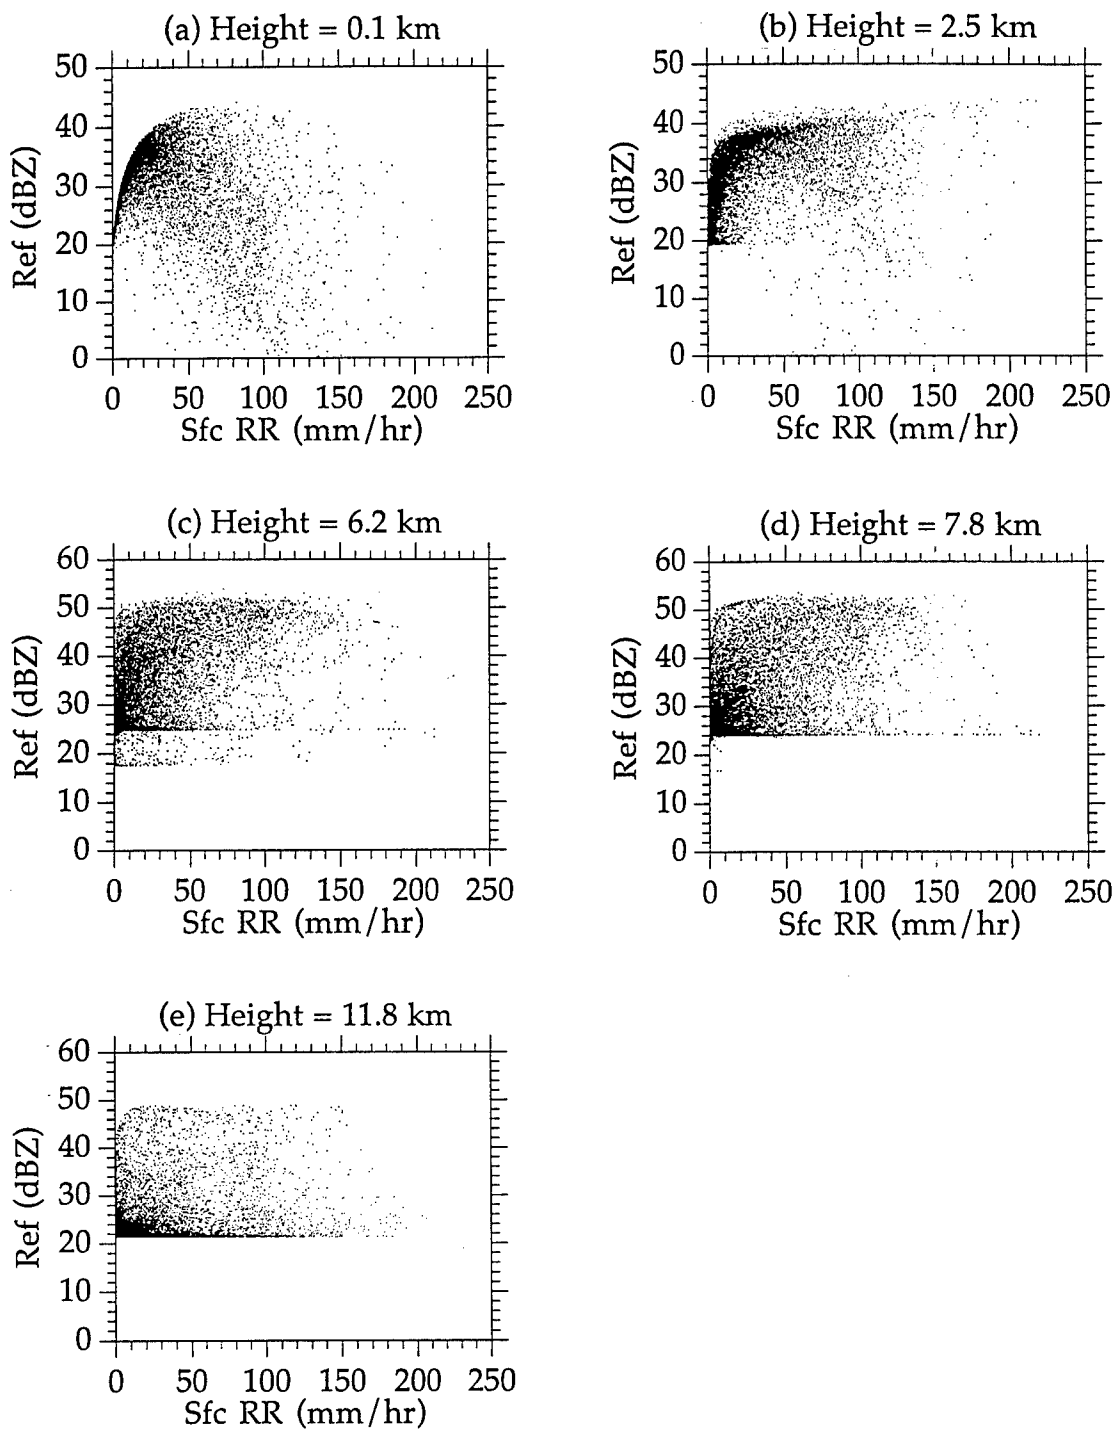 (a) Height = 0.1 km
50
40
30
20
10
0
Ref (dBZ)
0 50 100 150 200 250
Sfc RR (mm/hr)
(b) Height = 2.5 km
50
40
30
20
10
0
Ref (dBZ)
0 50 100 150 200 250
Sfc RR (mm/hr)
(c) Height = 6.2 km
60
50
40
30
20
10
0
Ref (dBZ)
0 50 100 150 200 250
Sfc RR (mm/hr)
(d) Height = 7.8 km
60
50
40
30
20
10
0
Ref (dBZ)
0 50 100 150 200 250
Sfc RR (mm/hr)
(e) Height = 11.8 km
60
50
40
30
20
10
0
Ref (dBZ)
0 50 100 150 200 250
Sfc RR (mm/hr)